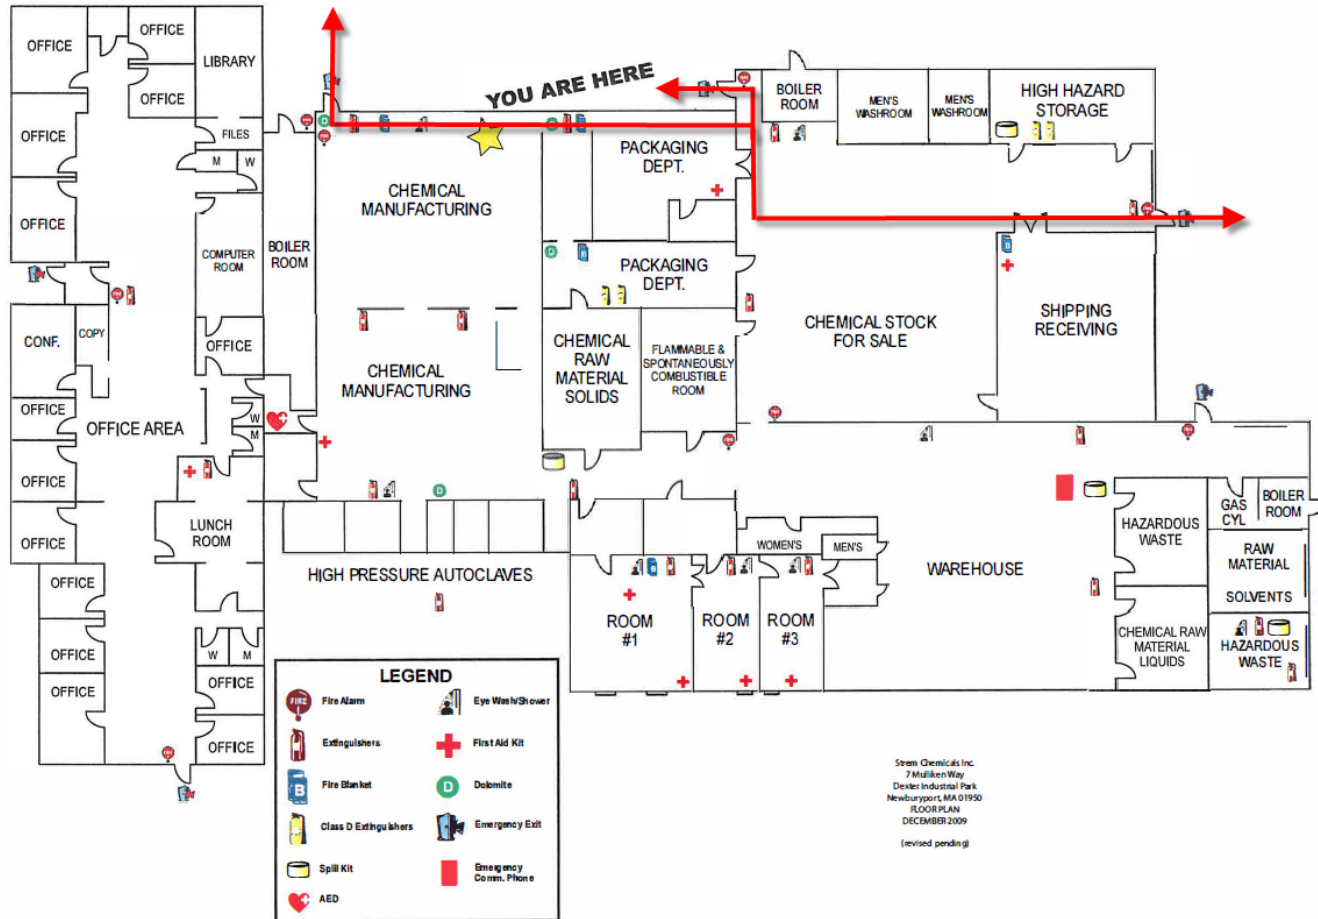 OFFICE
OFFICE
LIBRARY
OFFICE
OFFICE
FILES
M
W
OFFICE
OFFICE
COMPUTER
ROOM
BOILER
ROOM
CONF.
COPY
OFFICE
OFFICE
OFFICE AREA
W
M
OFFICE
LUNCH
ROOM
OFFICE
OFFICE
OFFICE
W
M
OFFICE
OFFICE
OFFICE
YOU ARE HERE
D
CHEMICAL
MANUFACTURING
D
PACKAGING
DEPT.
D
B
PACKAGING
DEPT.
CHEMICAL
MANUFACTURING
CHEMICAL
RAW
MATERIAL
SOLIDS
FLAMMABLE &
SPONTANEOUSLY
COMBUSTIBLE
ROOM
D
HIGH PRESSURE AUTOCLAVES
BOILER
ROOM
MEN'S
WASHROOM
MEN'S
WASHROOM
HIGH HAZARD
STORAGE
CHEMICAL STOCK
FOR SALE
B
SHIPPING
RECEIVING
WOMEN'S
MEN'S
WAREHOUSE
B
ROOM
#1
ROOM
#2
ROOM
#3
HAZARDOUS
WASTE
GAS
CYL
BOILER
ROOM
RAW
MATERIAL
SOLVENTS
CHEMICAL RAW
MATERIAL
LIQUIDS
HAZARDOUS
WASTE
LEGEND
FIRE
Fire Alarm
Eye Wash/Shower
Extinguishers
First Aid Kit
B
Fire Blanket
D
Dolomite
Class D Extinguishers
Emergency Exit
Spill Kit
Emergency
Comm. Phone
AED
Strem Chemicals Inc.
7 Mulliken Way
Dexter Industrial Park
Newburyport, MA 01950
FLOOR PLAN
DECEMBER 2009
(revised pending)